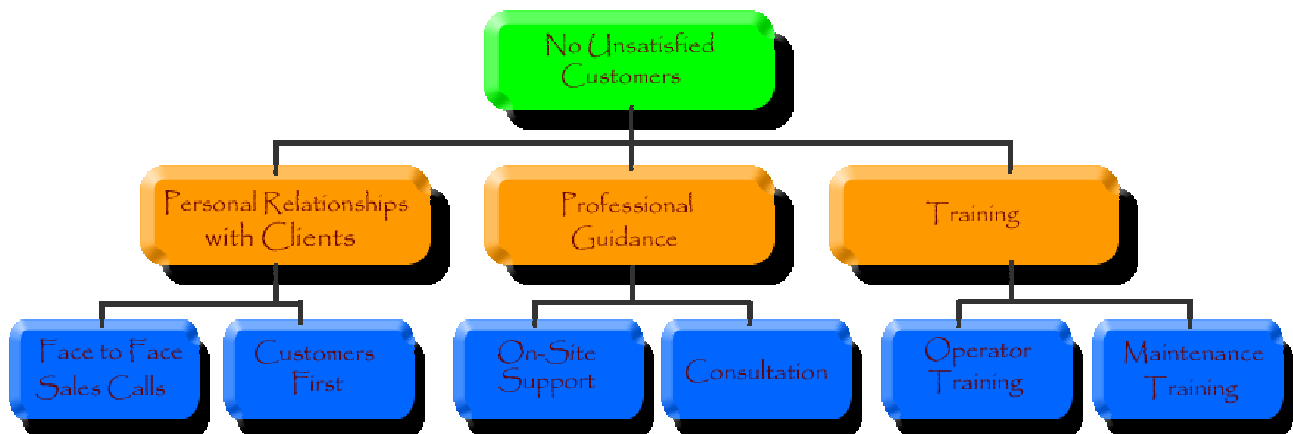 No Unsatisfied
Customers
Personal Relationships
with Clients
Professional
Guidance
Training
Face to Face
Sales Calls
Customers
First
On-Site
Support
Consultation
Operator
Training
Maintenance
Training